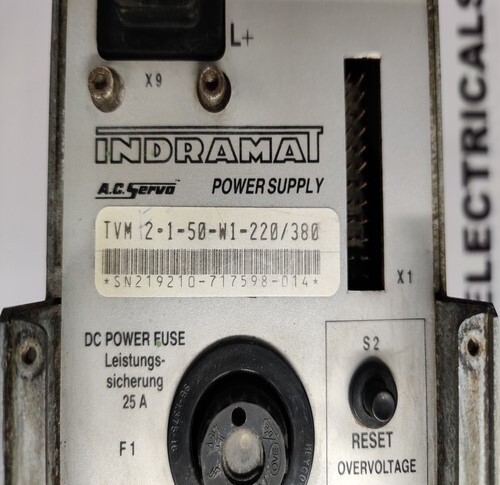 L+
X9
INDRAMAT
A.C. Servo
POWER SUPPLY
TVM 2-1-50-W1-220/380
*SN219210-717598-014*
X1
DC POWER FUSE
Leistungs-
sicherung
25 A
F1
S2
RESET
OVERVOLTAGE
ELECTRICALS